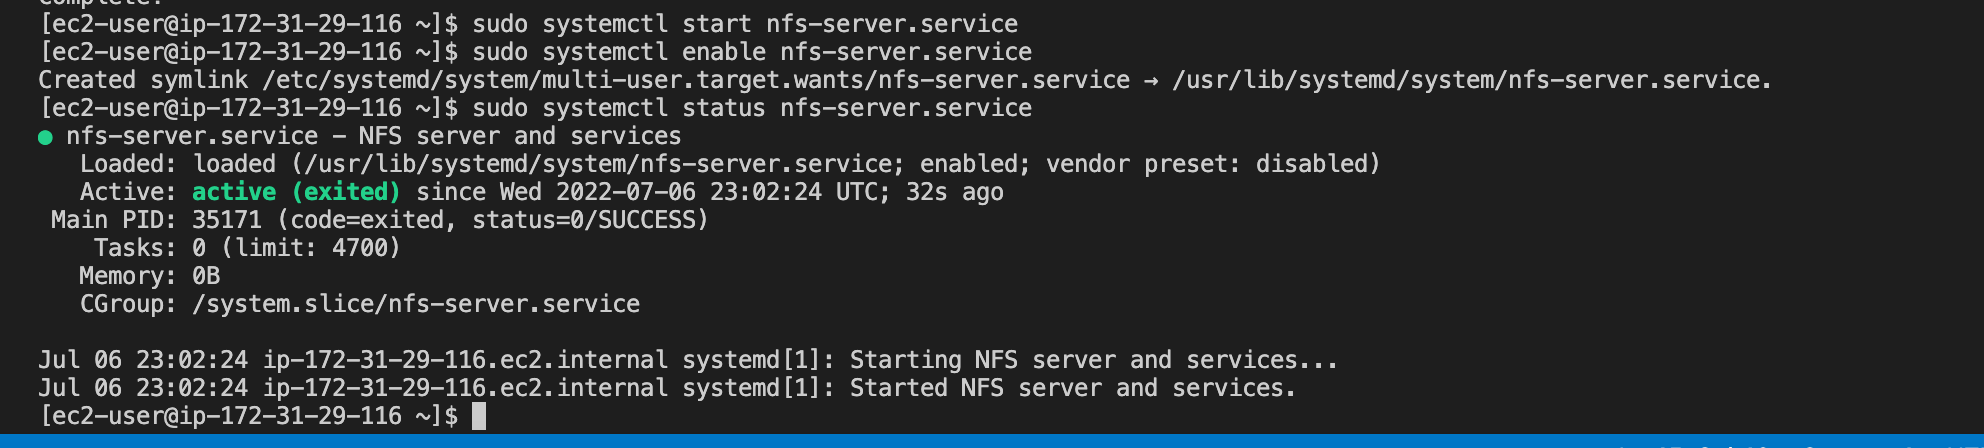 [ec2-user@ip-172-31-29-116 ~]$ sudo systemctl start nfs-server.service
[ec2-user@ip-172-31-29-116 ~]$ sudo systemctl enable nfs-server.service
Created symlink /etc/systemd/system/multi-user.target.wants/nfs-server.service → /usr/lib/systemd/system/nfs-server.service.
[ec2-user@ip-172-31-29-116 ~]$ sudo systemctl status nfs-server.service
● nfs-server.service - NFS server and services
Loaded: loaded (/usr/lib/systemd/system/nfs-server.service; enabled; vendor preset: disabled)
Active: active (exited) since Wed 2022-07-06 23:02:24 UTC; 32s ago
Main PID: 35171 (code=exited, status=0/SUCCESS)
Tasks: 0 (limit: 4700)
Memory: 0B
CGroup: /system.slice/nfs-server.service
Jul 06 23:02:24 ip-172-31-29-116.ec2.internal systemd[1]: Starting NFS server and services...
Jul 06 23:02:24 ip-172-31-29-116.ec2.internal systemd[1]: Started NFS server and services.
[ec2-user@ip-172-31-29-116 ~]$